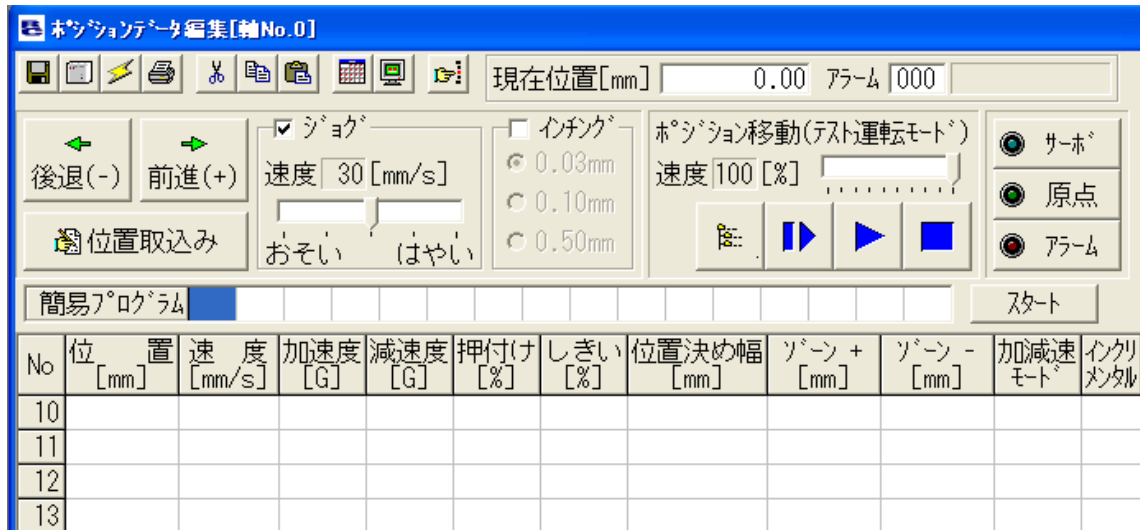 ﾎﾟｼﾞｼｮﾝﾃﾞｰﾀ編集[軸No.0]
現在位置[mm] 0.00 ｱﾗｰﾑ 000
後退(-) 前進(+)
位置取込み
ｼﾞｮｸﾞ
速度 30 [mm/s]
おそい はやい
ｲﾝﾁﾝｸﾞ
0.03mm
0.10mm
0.50mm
ﾎﾟｼﾞｼｮﾝ移動(ﾃｽﾄ運転ﾓｰﾄﾞ)
速度 100 [%]
ｻｰﾎﾞ
原点
ｱﾗｰﾑ
簡易ﾌﾟﾛｸﾞﾗﾑ ｽﾀｰﾄ
No 位置 速度 加速度 減速度 押付け しきい 位置決め幅 ｿﾞｰﾝ + ｿﾞｰﾝ - 加減速 ｲﾝｸﾘ
[mm] [mm/s] [G] [G] [%] [%] [mm] [mm] [mm] ﾓｰﾄﾞ ﾒﾝﾀﾙ
10
11
12
13